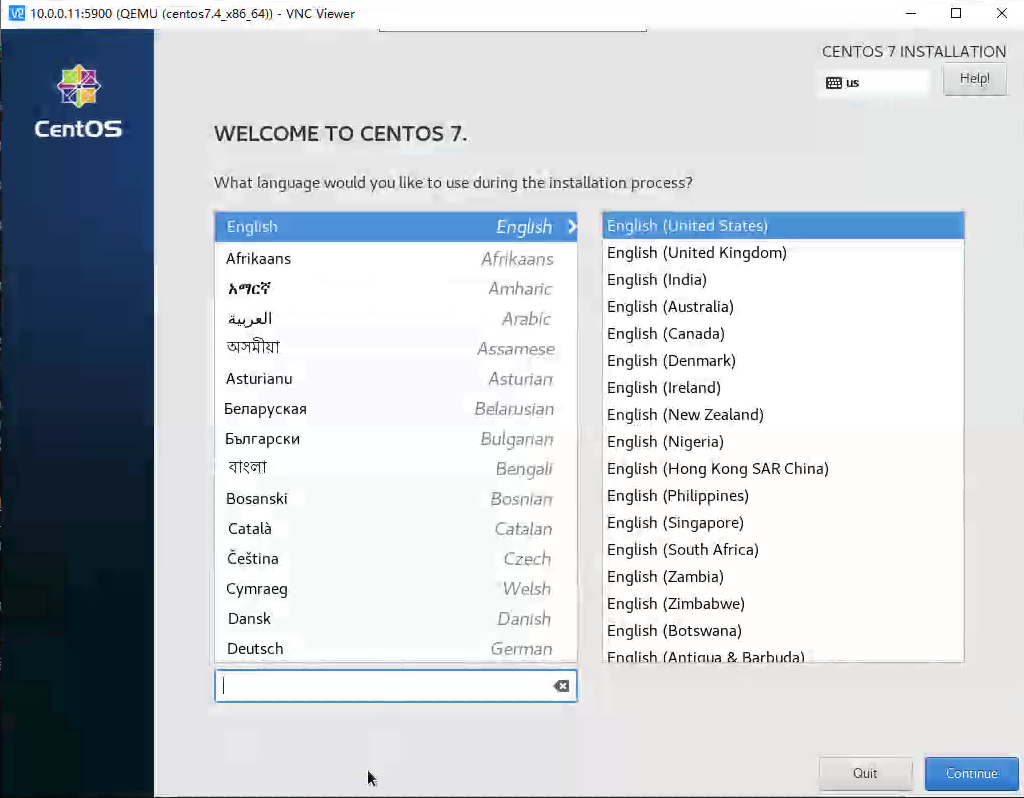 10.0.0.11:5900 (QEMU (centos7.4_x86_64)) - VNC Viewer
CentOS
CENTOS 7 INSTALLATION
us
Help!
WELCOME TO CENTOS 7.
What language would you like to use during the installation process?
English English
Afrikaans Afrikaans
አማርኛ Amharic
العربية Arabic
অসমীয়া Assamese
Asturianu Asturian
Беларуская Belarusian
Български Bulgarian
বাংলা Bengali
Bosanski Bosnian
Català Catalan
Čeština Czech
Cymraeg Welsh
Dansk Danish
Deutsch German
English (United States)
English (United Kingdom)
English (India)
English (Australia)
English (Canada)
English (Denmark)
English (Ireland)
English (New Zealand)
English (Nigeria)
English (Hong Kong SAR China)
English (Philippines)
English (Singapore)
English (South Africa)
English (Zambia)
English (Zimbabwe)
English (Botswana)
English (Antigua & Barbuda)
Quit
Continue